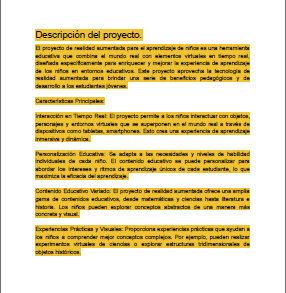 Descripción del proyecto.
El proyecto de realidad aumentada para el aprendizaje de niños es una herramienta
educativa que combina el mundo real con elementos virtuales en tiempo real,
diseñada específicamente para enriquecer y mejorar la experiencia de aprendizaje
de los niños en entornos educativos. Este proyecto aprovecha la tecnología de
realidad aumentada para brindar una serie de beneficios pedagógicos y de
desarrollo a los estudiantes jóvenes.
Características Principales:
Interacción en Tiempo Real: El proyecto permite a los niños interactuar con objetos,
personajes y entornos virtuales que se superponen en el mundo real a través de
dispositivos como tabletas, smartphones. Esto crea una experiencia de aprendizaje
inmersiva y dinámica.
Personalización Educativa: Se adapta a las necesidades y niveles de habilidad
individuales de cada niño. El contenido educativo se puede personalizar para
abordar los intereses y ritmos de aprendizaje únicos de cada estudiante, lo que
maximiza la eficacia del aprendizaje.
Contenido Educativo Variado: El proyecto de realidad aumentada ofrece una amplia
gama de contenidos educativos, desde matemáticas y ciencias hasta literatura e
historia. Los niños pueden explorar conceptos abstractos de una manera más
concreta y visual.
Experiencias Prácticas y Visuales: Proporciona experiencias prácticas que ayudan a
los niños a comprender mejor conceptos complejos. Por ejemplo, pueden realizar
experimentos virtuales de ciencias o explorar estructuras tridimensionales de
objetos históricos.